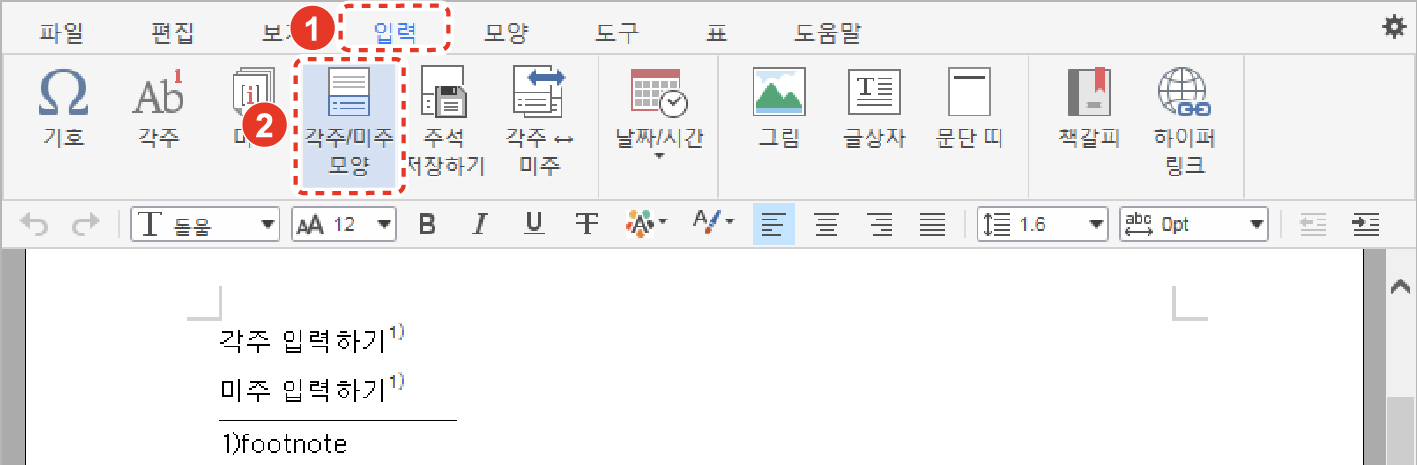 파일 편집 보기 입력 모양 도구 표 도움말
1
2
기호 각주 각주/미주 주석 각주 ↔ 날짜/시간 그림 글상자 문단 띠 책갈피 하이퍼
모양 저장하기 미주 링크
돋움 12 B I U T 1.6 abc 0pt
각주 입력하기1)
미주 입력하기1)
1)footnote